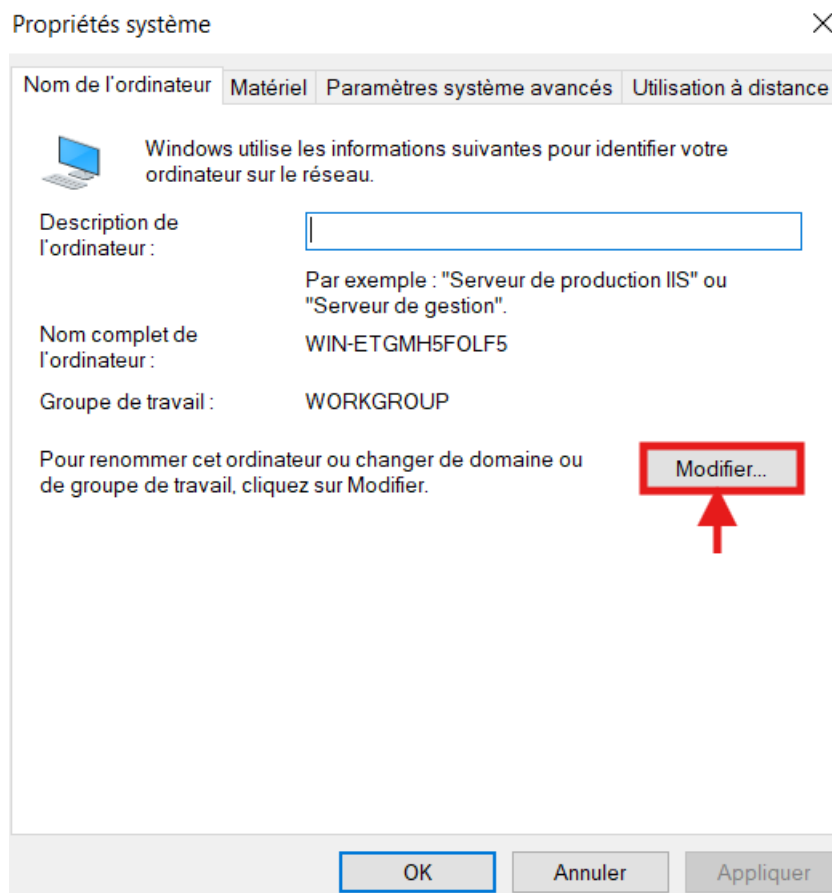 Propriétés système
Nom de l'ordinateur Matériel Paramètres système avancés Utilisation à distance
Windows utilise les informations suivantes pour identifier votre
ordinateur sur le réseau.
Description de
l'ordinateur :
Par exemple : "Serveur de production IIS" ou
"Serveur de gestion".
Nom complet de
l'ordinateur :
WIN-ETGMH5FOLF5
Groupe de travail :
WORKGROUP
Pour renommer cet ordinateur ou changer de domaine ou
de groupe de travail, cliquez sur Modifier.
Modifier...
OK
Annuler
Appliquer